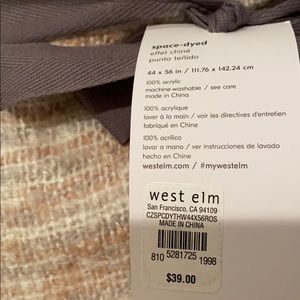 space-dyed
effet chiné
punto teñido
44 x 56 in / 111.76 x 142.24 cm
100% acrylic
machine washable / see care
made in China
100% acrylique
laver à la main / voir les directives d'entretien
fabriqué en Chine
100% acrílico
lavar a mano / ver instrucciones de lavado
hecho en China
westelm.com / #mywestelm
west elm
San Francisco, CA 94109
CZSPCDYTHW44X56ROS
MADE IN CHINA
810 5281725 1998
$39.00